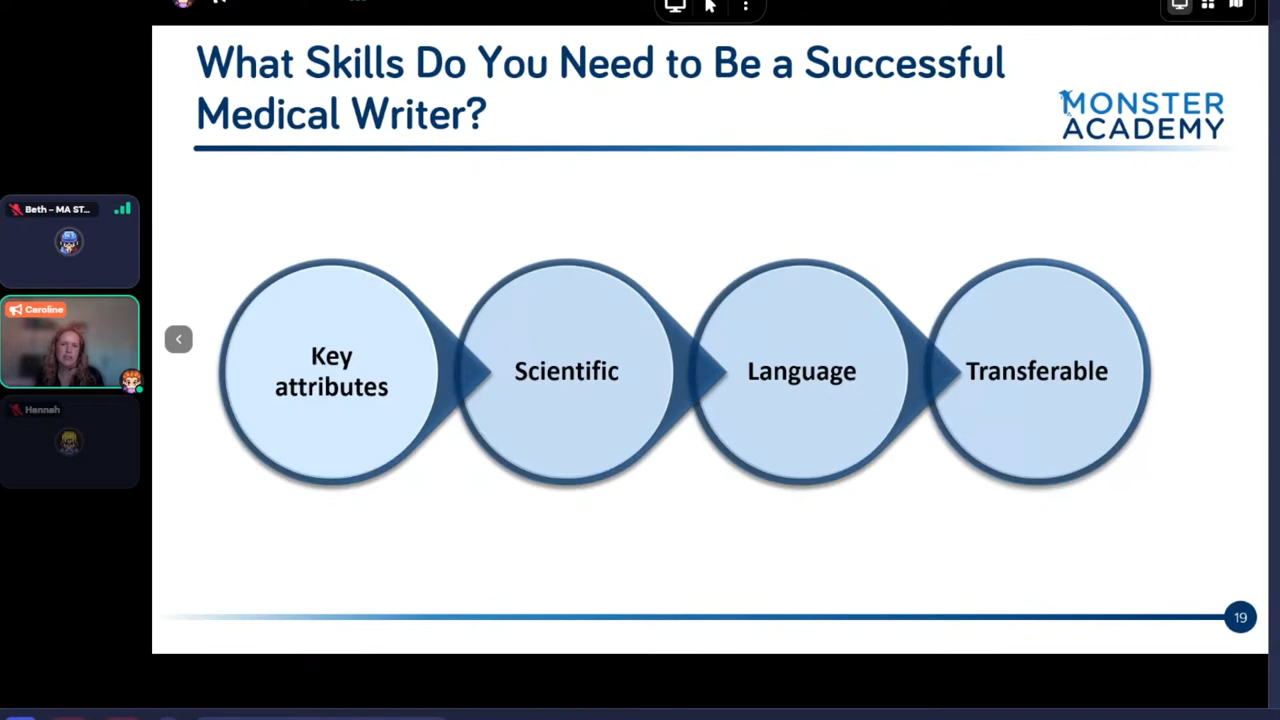 What Skills Do You Need to Be a Successful
Medical Writer?
MONSTER
ACADEMY
Beth – MA ST...
Caroline
Hannah
Key
attributes
Scientific
Language
Transferable
19